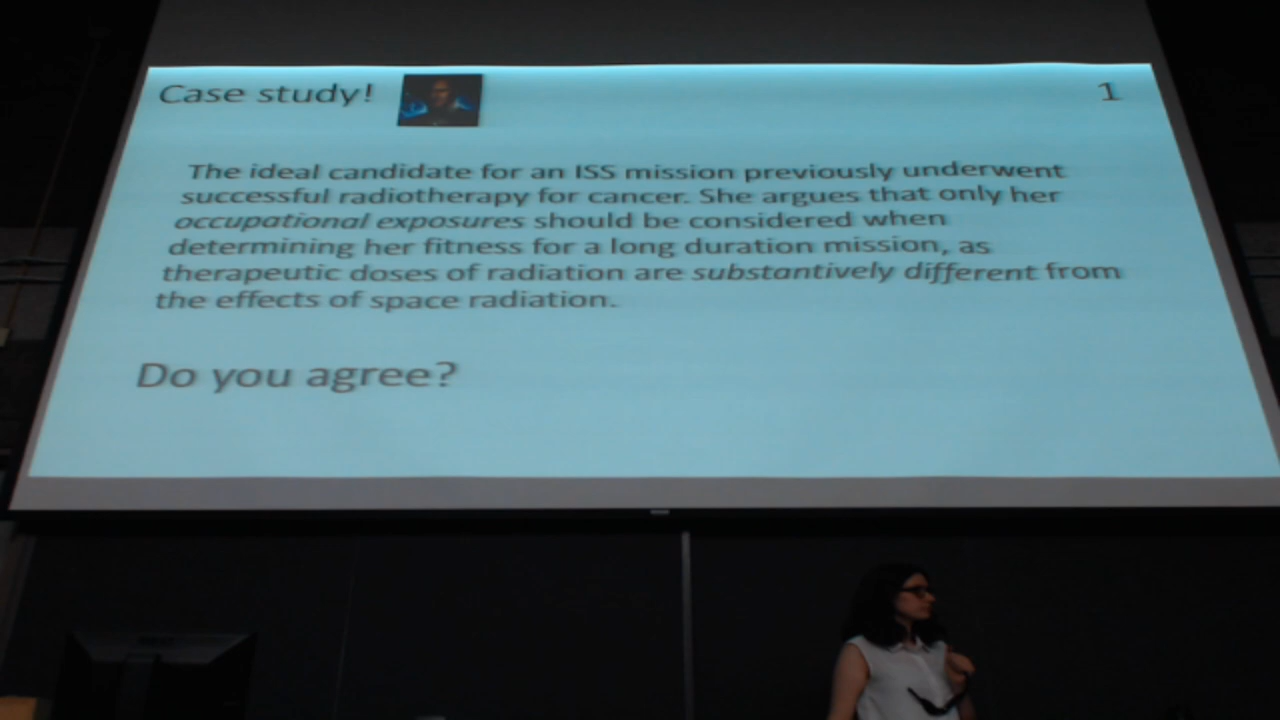 Case study!
1
The ideal candidate for an ISS mission previously underwent
successful radiotherapy for cancer. She argues that only her
occupational exposures should be considered when
determining her fitness for a long duration mission, as
therapeutic doses of radiation are substantively different from
the effects of space radiation.
Do you agree?